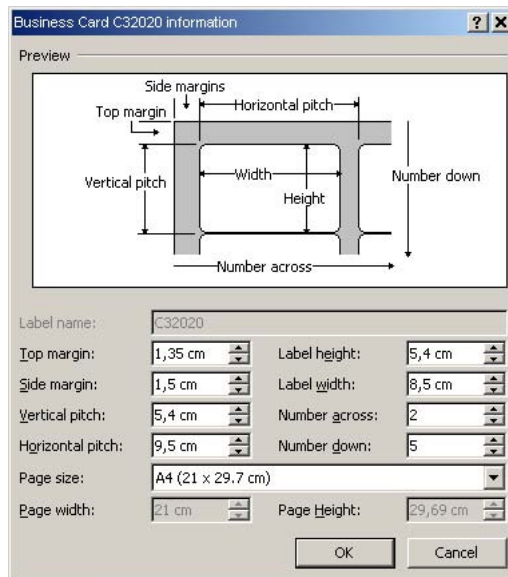 Business Card C32020 information
Preview
Side margins
Top margin
Horizontal pitch
Vertical pitch
Width
Height
Number down
Number across
Label name: C32020
Top margin: 1,35 cm Label height: 5,4 cm
Side margin: 1,5 cm Label width: 8,5 cm
Vertical pitch: 5,4 cm Number across: 2
Horizontal pitch: 9,5 cm Number down: 5
Page size: A4 (21 x 29.7 cm)
Page width: 21 cm Page Height: 29,69 cm
OK Cancel